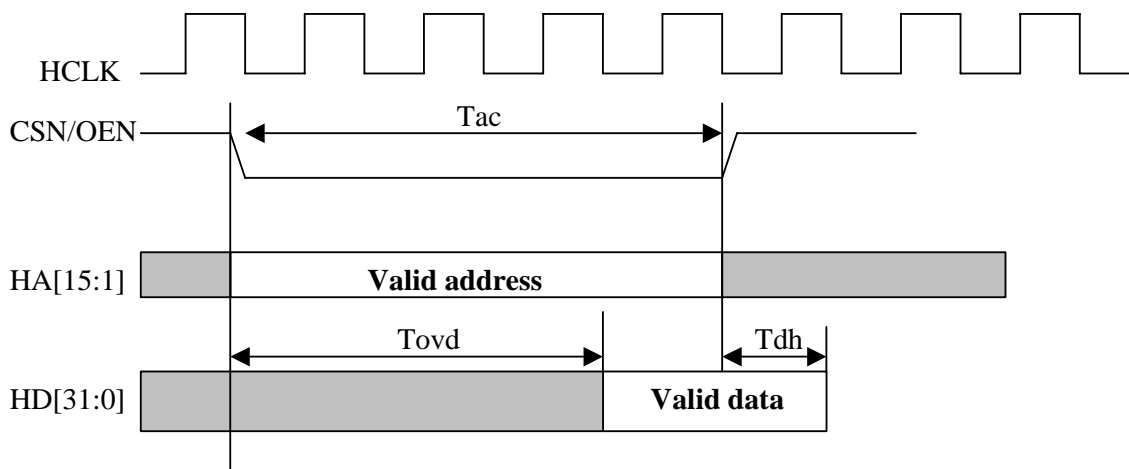 HCLK
CSN/OEN
Tac
HA[15:1]
Valid address
Tovd
Tdh
HD[31:0]
Valid data